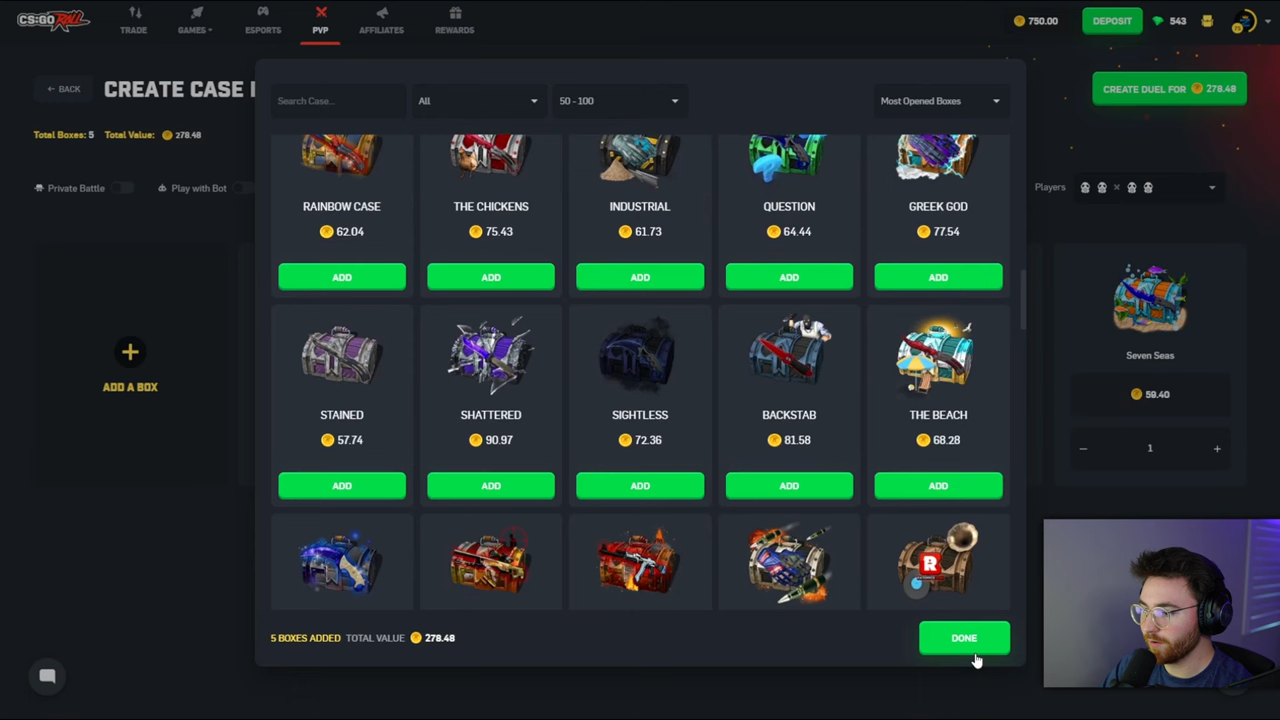 CS:GO ROLL
TRADE
GAMES
ESPORTS
PVP
AFFILIATES
REWARDS
750.00
DEPOSIT
543
← BACK
CREATE CASE
CREATE DUEL FOR 278.48
Total Boxes: 5 Total Value: 278.48
Private Battle
Play with Bot
Players
Search Case...
All
50 - 100
Most Opened Boxes
RAINBOW CASE
62.04
ADD
THE CHICKENS
75.43
ADD
INDUSTRIAL
61.73
ADD
QUESTION
64.44
ADD
GREEK GOD
77.54
ADD
STAINED
57.74
ADD
SHATTERED
90.97
ADD
SIGHTLESS
72.36
ADD
BACKSTAB
81.58
ADD
THE BEACH
68.28
ADD
R
+
ADD A BOX
Seven Seas
59.40
− 1 +
5 BOXES ADDED TOTAL VALUE 278.48
DONE